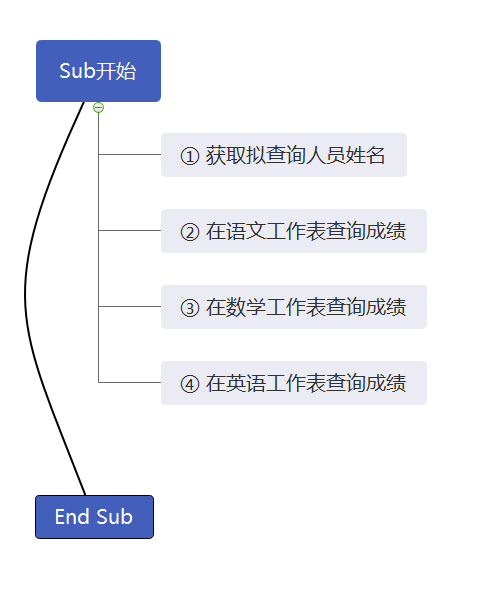 Sub开始
① 获取拟查询人员姓名
② 在语文工作表查询成绩
③ 在数学工作表查询成绩
④ 在英语工作表查询成绩
End Sub